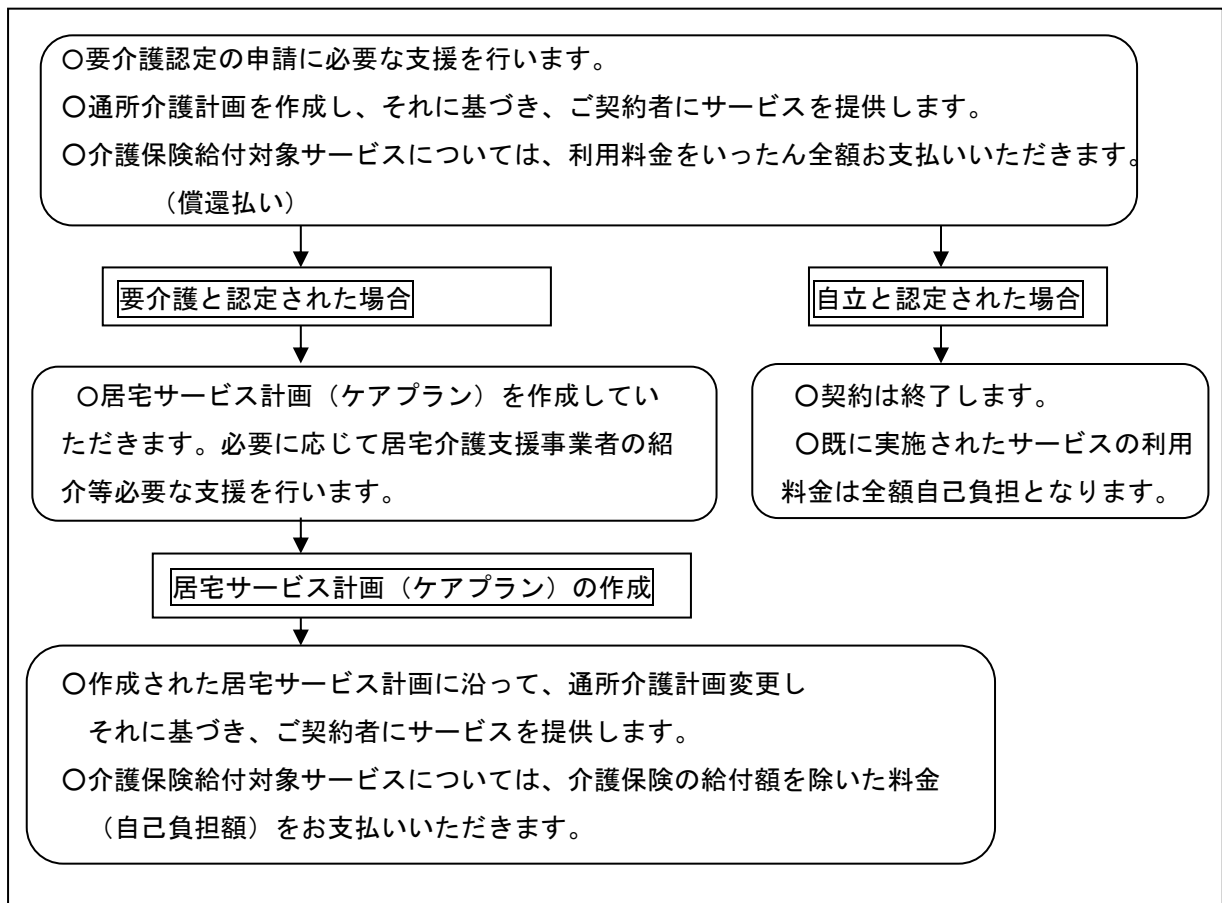 ○要介護認定の申請に必要な支援を行います。
○通所介護計画を作成し、それに基づき、ご契約者にサービスを提供します。
○介護保険給付対象サービスについては、利用料金をいったん全額お支払いいただきます。
（償還払い）
要介護と認定された場合
自立と認定された場合
○居宅サービス計画（ケアプラン）を作成してい
ただきます。必要に応じて居宅介護支援事業者の紹
介等必要な支援を行います。
○契約は終了します。
○既に実施されたサービスの利用
料金は全額自己負担となります。
居宅サービス計画（ケアプラン）の作成
○作成された居宅サービス計画に沿って、通所介護計画変更し
それに基づき、ご契約者にサービスを提供します。
○介護保険給付対象サービスについては、介護保険の給付額を除いた料金
（自己負担額）をお支払いいただきます。